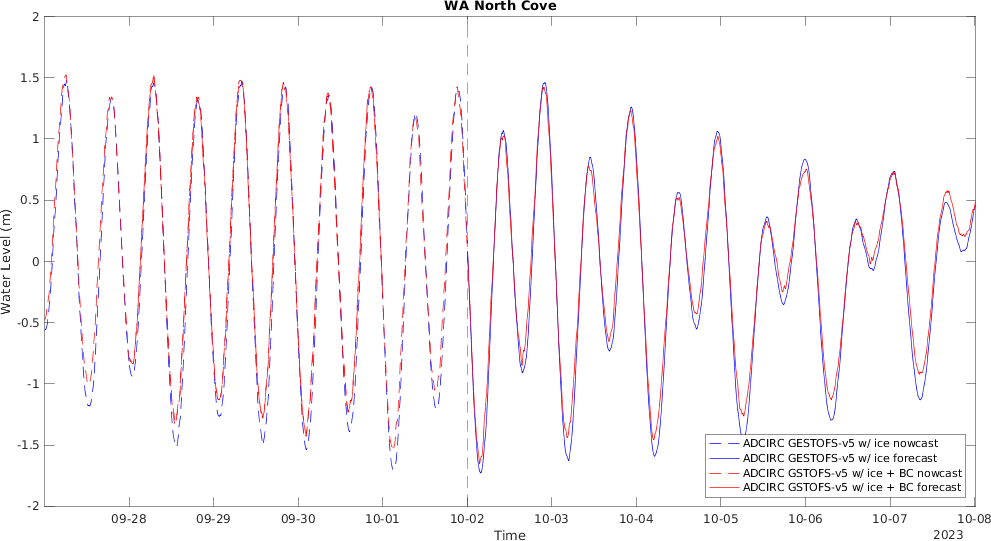 WA North Cove
2
1.5
1
0.5
0
-0.5
-1
-1.5
-2
Water Level (m)
09-28 09-29 09-30 10-01 10-02 10-03 10-04 10-05 10-06 10-07 10-08
Time
2023
ADCIRC GESTOFS-v5 w/ ice nowcast
ADCIRC GESTOFS-v5 w/ ice forecast
ADCIRC GSTOFS-v5 w/ ice + BC nowcast
ADCIRC GSTOFS-v5 w/ ice + BC forecast